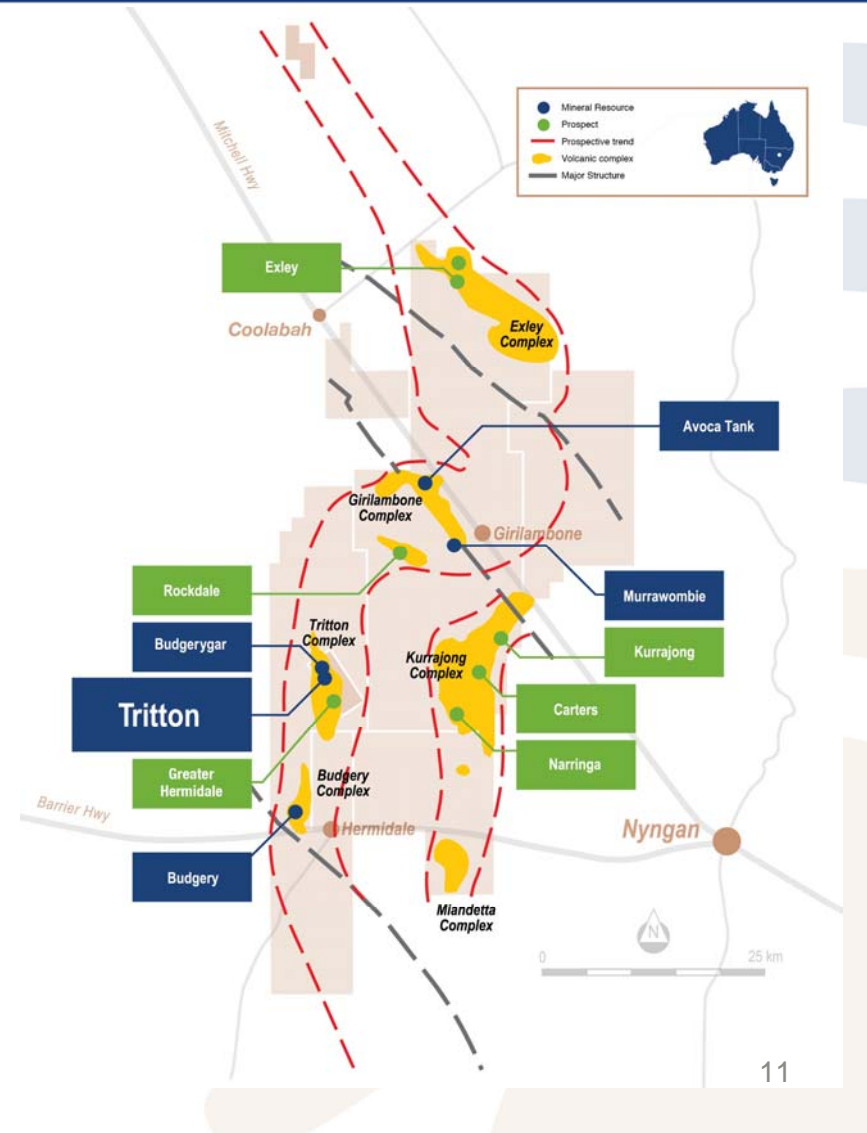 Mitchell Hwy
Mineral Resource
Prospect
Prospective trend
Volcanic complex
Major Structure
Exley
Coolabah
Exley
Complex
Avoca Tank
Girilambone
Complex
Girilambone
Rockdale
Murrawombie
Tritton
Complex
Budgerygar
Kurrajong
Complex
Kurrajong
Tritton
Carters
Narringa
Greater
Hermidale
Budgery
Complex
Barrier Hwy
Hermidale
Nyngan
Budgery
Miandetta
Complex
N
0
25 km
11